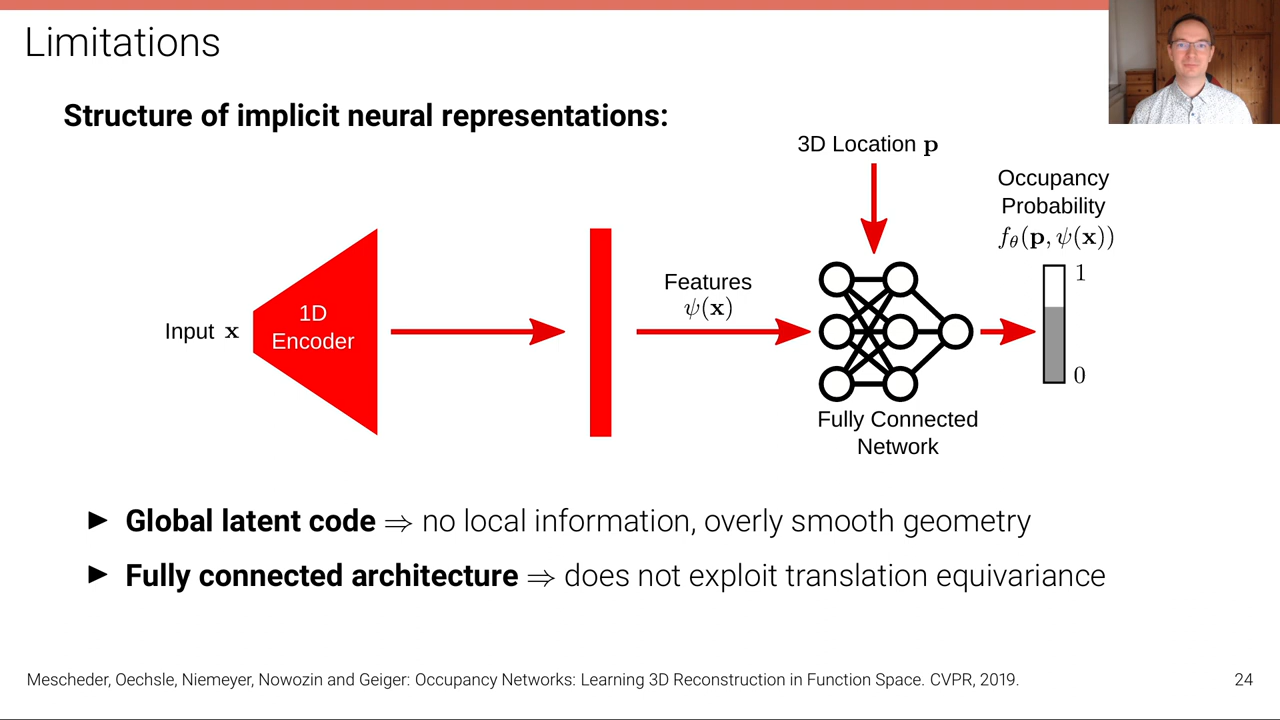 Limitations
Structure of implicit neural representations:
3D Location p
Occupancy
Probability
f_θ(p, ψ(x))
1
0
Features
ψ(x)
1D
Encoder
Input x
Fully Connected
Network
► Global latent code ⇒ no local information, overly smooth geometry
► Fully connected architecture ⇒ does not exploit translation equivariance
Mescheder, Oechsle, Niemeyer, Nowozin and Geiger: Occupancy Networks: Learning 3D Reconstruction in Function Space. CVPR, 2019.
24